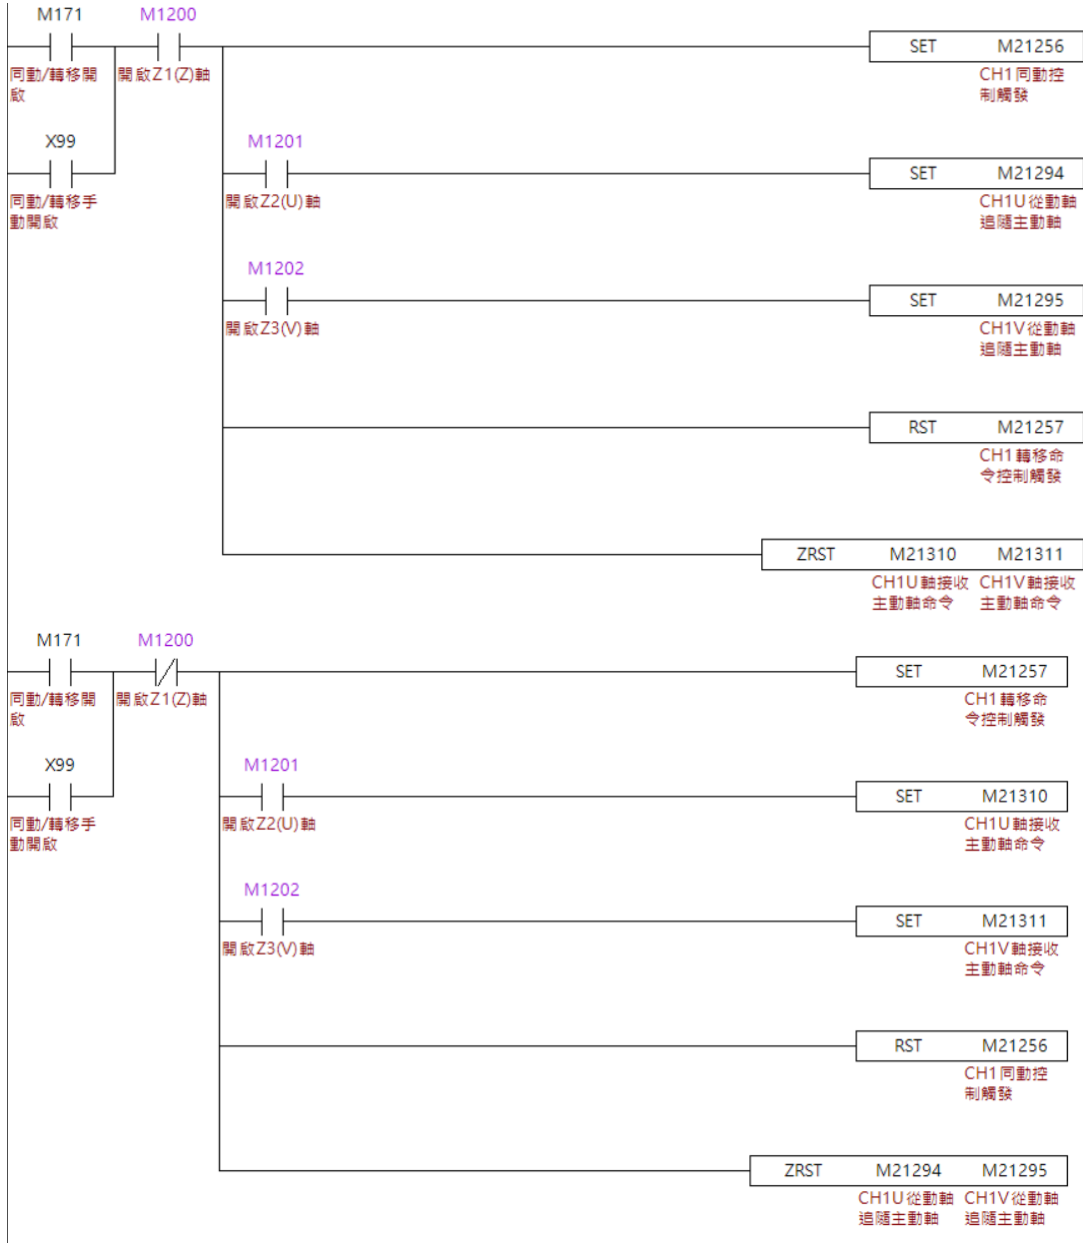 M171 M1200
SET M21256
同動/轉移開 開啟Z1(Z)軸 CH1同動控
啟 制觸發
X99 M1201
SET M21294
同動/轉移手 開啟Z2(U)軸 CH1U從動軸
動開啟 追隨主動軸
M1202
SET M21295
開啟Z3(V)軸 CH1V從動軸
追隨主動軸
RST M21257
CH1轉移命
令控制觸發
ZRST M21310 M21311
CH1U軸接收 CH1V軸接收
主動軸命令 主動軸命令
M171 M1200
SET M21257
同動/轉移開 開啟Z1(Z)軸 CH1轉移命
啟 令控制觸發
X99 M1201
SET M21310
同動/轉移手 開啟Z2(U)軸 CH1U軸接收
動開啟 主動軸命令
M1202
SET M21311
開啟Z3(V)軸 CH1V軸接收
主動軸命令
RST M21256
CH1同動控
制觸發
ZRST M21294 M21295
CH1U從動軸 CH1V從動軸
追隨主動軸 追隨主動軸